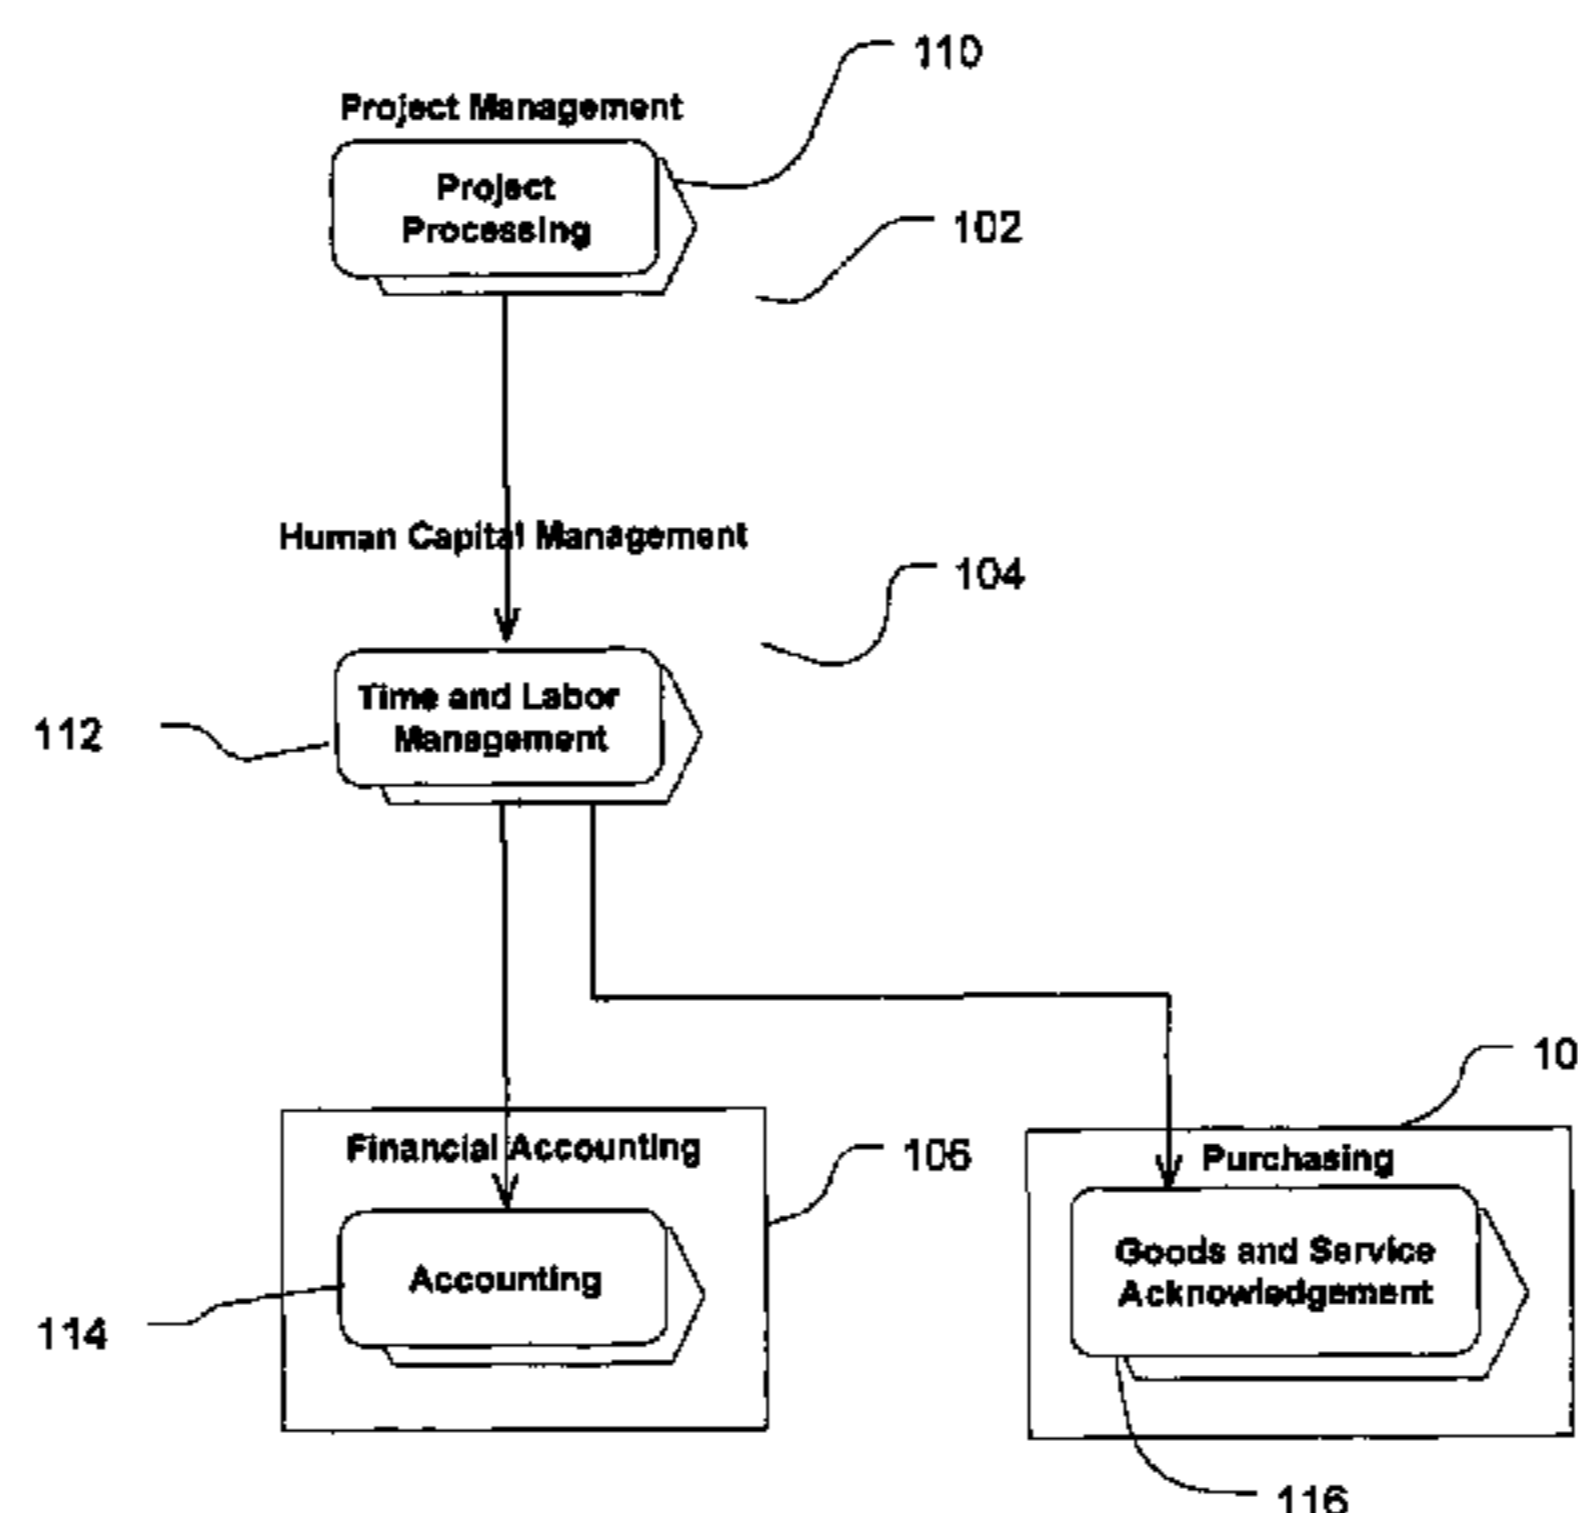 110
Project Management
Project
Processing
102
Human Capital Management
104
Time and Labor
Management
112
10
Financial Accounting
106
Purchasing
Accounting
Goods and Service
Acknowledgement
114
116